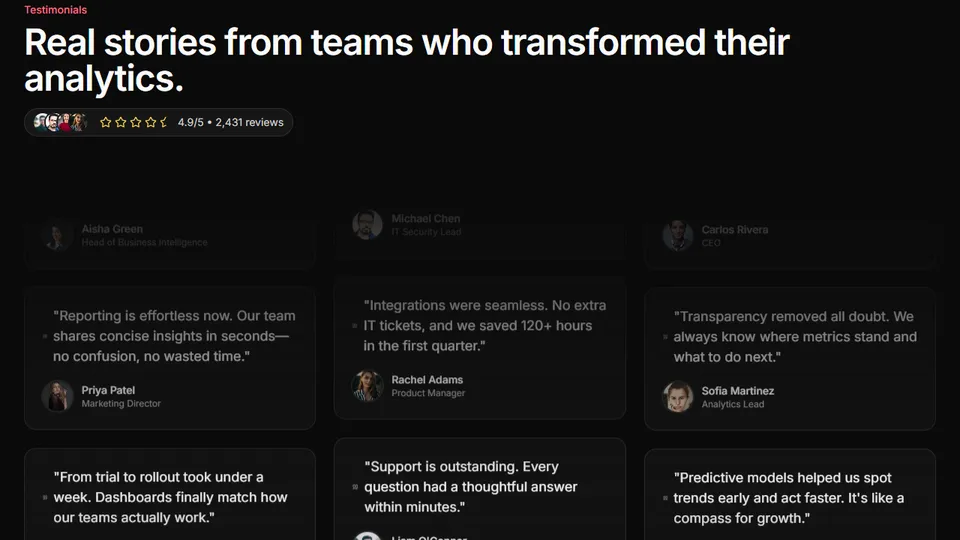 Testimonials
Real stories from teams who transformed their
analytics.
4.9/5 • 2,431 reviews
Aisha Green
Head of Business Intelligence
Michael Chen
IT Security Lead
Carlos Rivera
CEO
"Reporting is effortless now. Our team
shares concise insights in seconds—
no confusion, no wasted time."
Priya Patel
Marketing Director
"Integrations were seamless. No extra
IT tickets, and we saved 120+ hours
in the first quarter."
Rachel Adams
Product Manager
"Transparency removed all doubt. We
always know where metrics stand and
what to do next."
Sofia Martinez
Analytics Lead
"From trial to rollout took under a
week. Dashboards finally match how
our teams actually work."
"Support is outstanding. Every
question had a thoughtful answer
within minutes."
Liam O'Connor
"Predictive models helped us spot
trends early and act faster. It's like a
compass for growth."